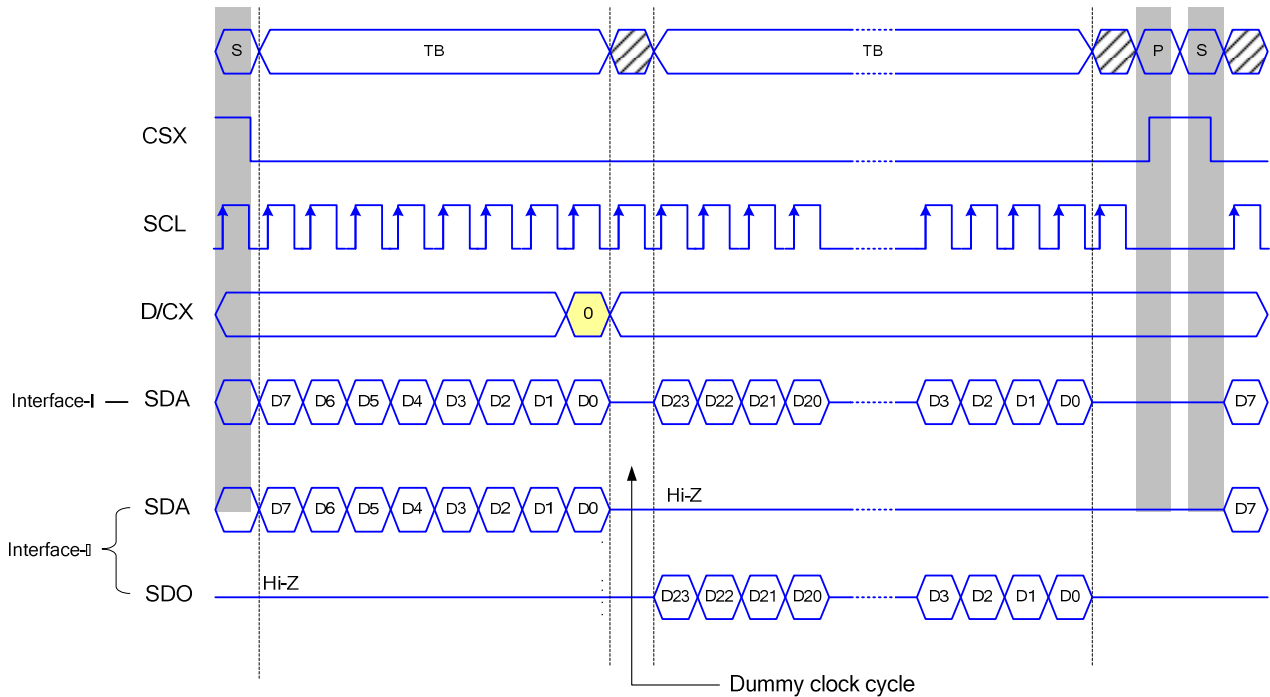 S TB TB P S
CSX
SCL
D/CX 0
Interface-I SDA D7 D6 D5 D4 D3 D2 D1 D0 D23 D22 D21 D20 D3 D2 D1 D0 D7
SDA D7 D6 D5 D4 D3 D2 D1 D0 Hi-Z D7
Interface-▯
SDO Hi-Z D23 D22 D21 D20 D3 D2 D1 D0
Dummy clock cycle